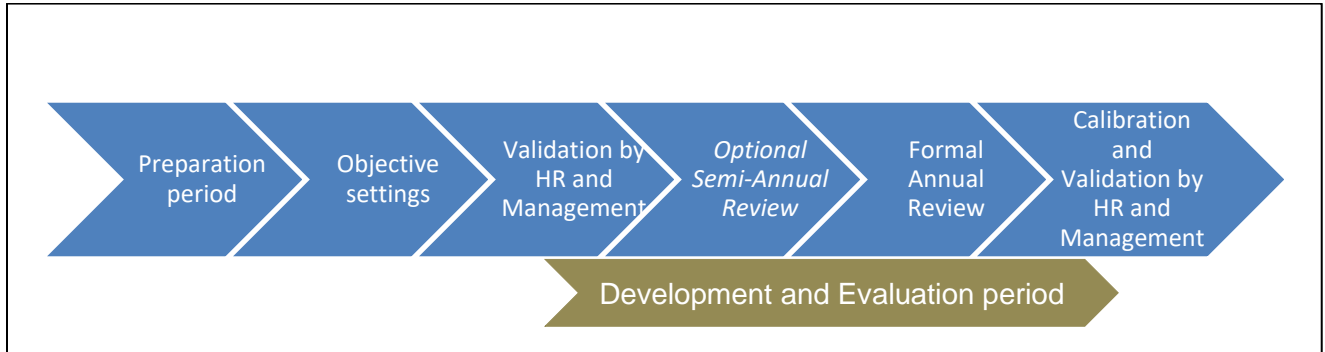 Preparation
period
Objective
settings
Validation by
HR and
Management
Optional
Semi-Annual
Review
Formal
Annual
Review
Calibration
and
Validation by
HR and
Management
Development and Evaluation period